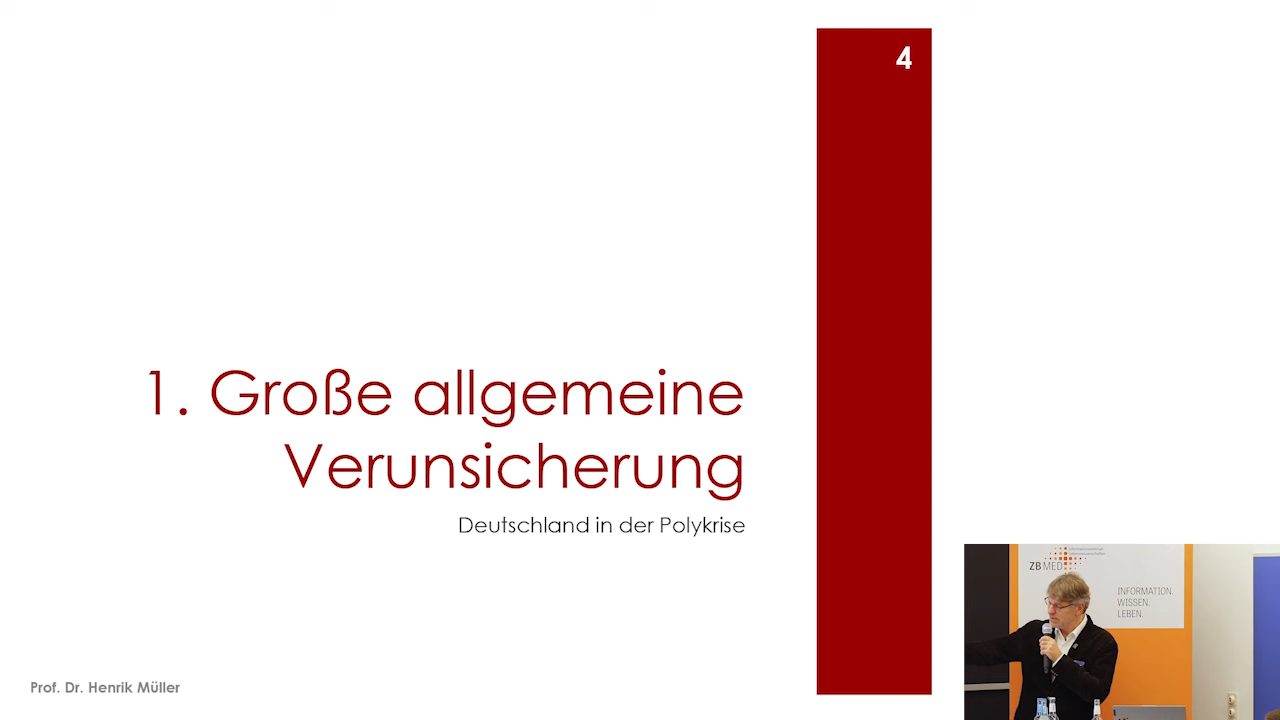 4
1. Große allgemeine
Verunsicherung
Deutschland in der Polykrise
Prof. Dr. Henrik Müller
ZB MED
INFORMATION.
WISSEN.
LEBEN.